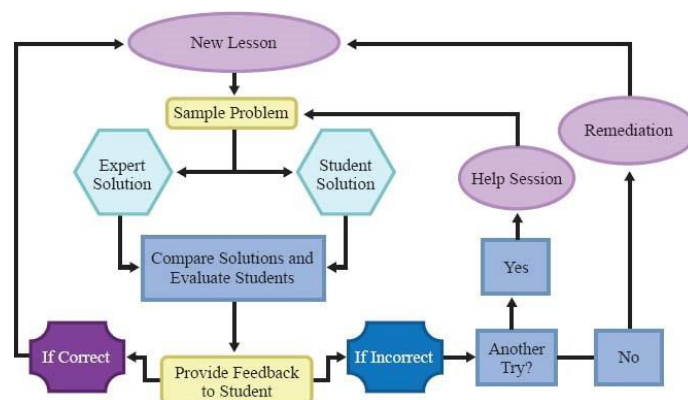 New Lesson
Sample Problem
Expert
Solution
Student
Solution
Remediation
Help Session
Compare Solutions and
Evaluate Students
Yes
If Correct
Provide Feedback
to Student
If Incorrect
Another
Try?
No